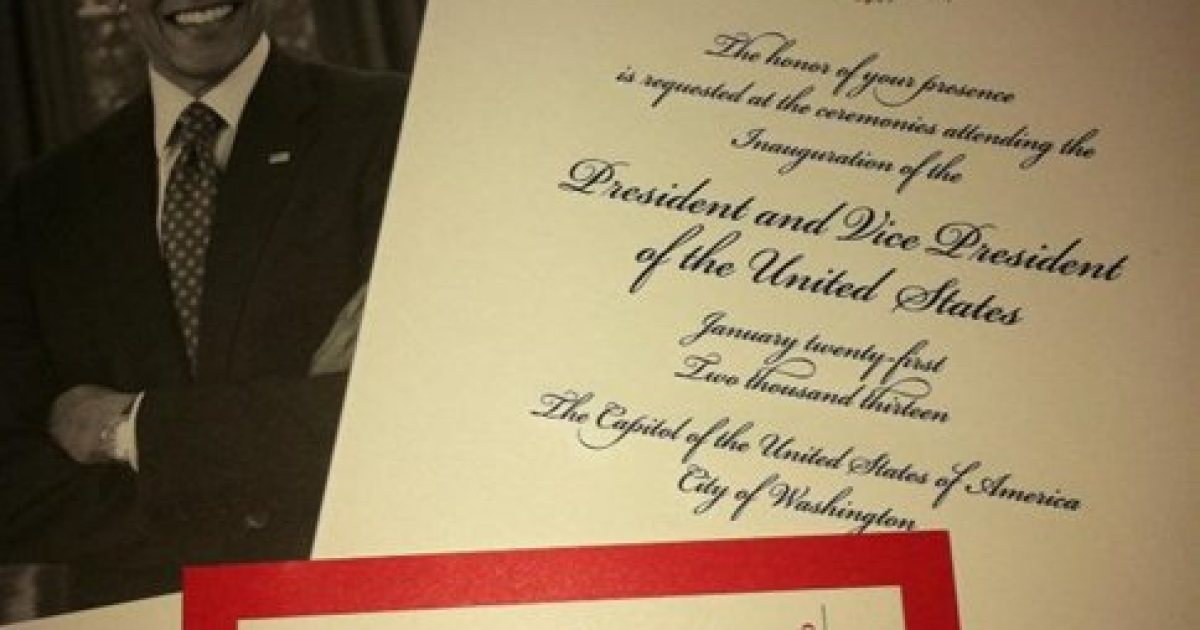 The honor of your presence
is requested at the ceremonies attending the
Inauguration of the
President and Vice President
of the United States
January twenty-first
Two thousand thirteen
The Capitol of the United States of America
City of Washington